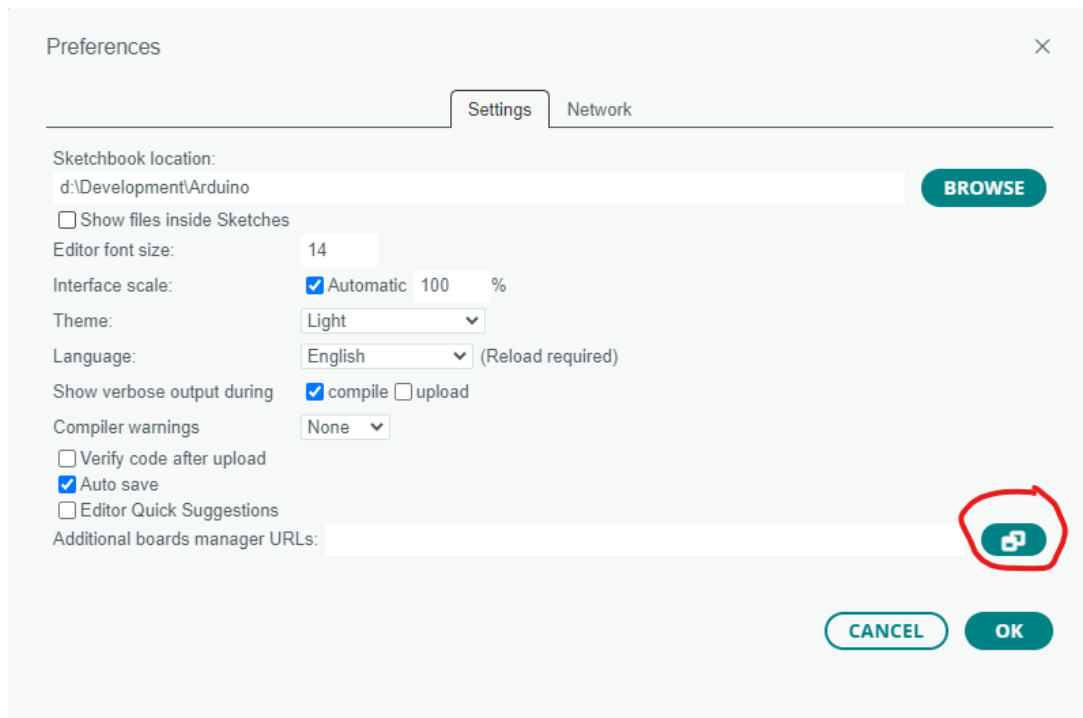 Preferences
Settings Network
Sketchbook location:
d:\Development\Arduino
BROWSE
Show files inside Sketches
Editor font size: 14
Interface scale: Automatic 100 %
Theme: Light
Language: English (Reload required)
Show verbose output during compile upload
Compiler warnings None
Verify code after upload
Auto save
Editor Quick Suggestions
Additional boards manager URLs:
CANCEL OK